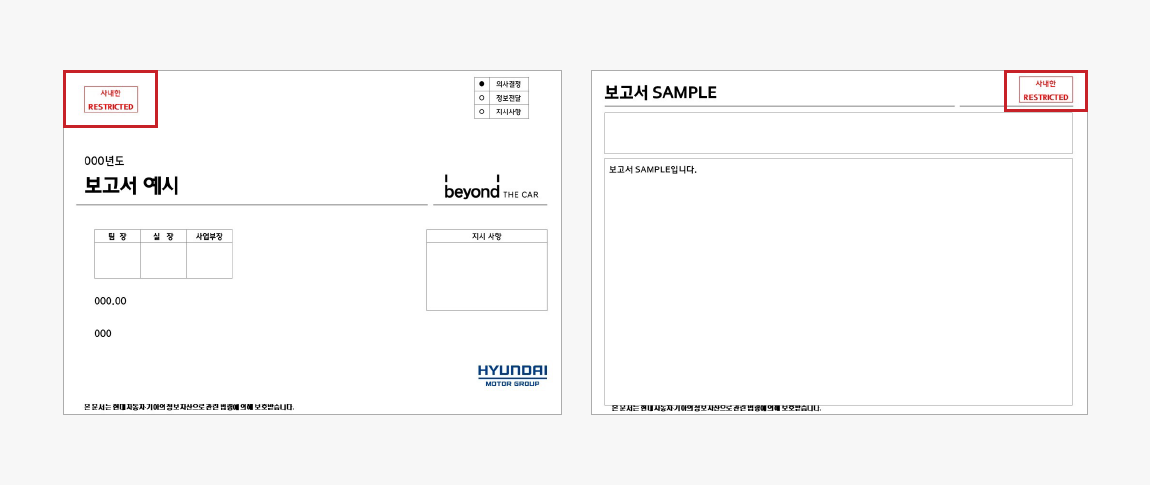 사내한
RESTRICTED
의사결정
정보전달
지시사항
000년도
보고서 예시
beyond THE CAR
팀 장 실 장 사업부장
지시 사항
000.00
000
HYUNDAI
MOTOR GROUP
본 문서는 현대자동차·기아의 정보자산으로 관련 법령에 의해 보호받습니다.
보고서 SAMPLE
사내한
RESTRICTED
보고서 SAMPLE입니다.
본 문서는 현대자동차·기아의 정보자산으로 관련 법령에 의해 보호받습니다.